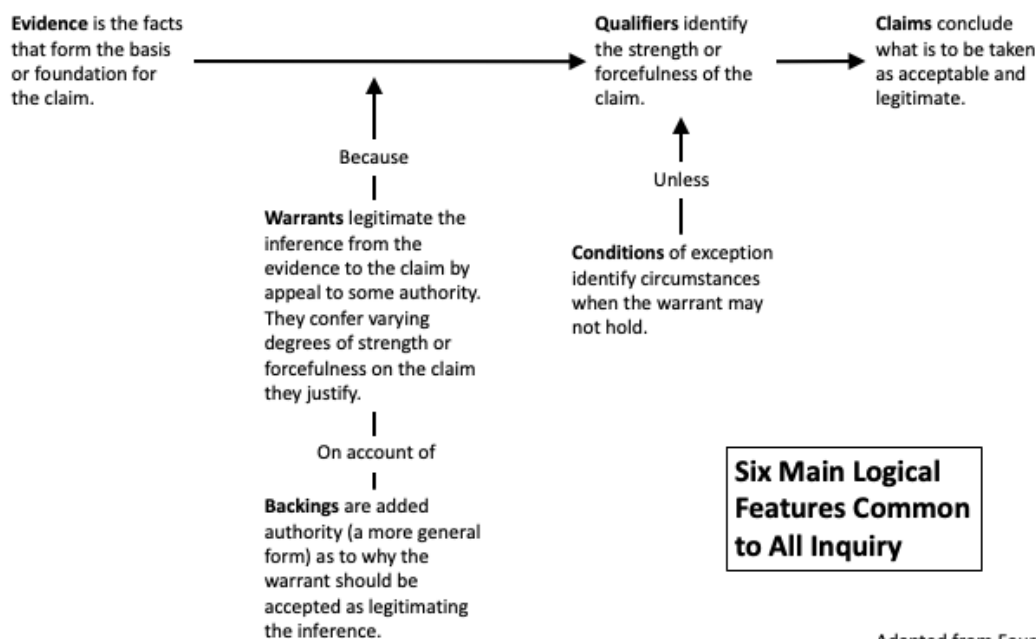 Evidence is the facts
that form the basis
or foundation for
the claim.
Qualifiers identify
the strength or
forcefulness of the
claim.
Claims conclude
what is to be taken
as acceptable and
legitimate.
Because
Unless
Warrants legitimate the
inference from the
evidence to the claim by
appeal to some authority.
They confer varying
degrees of strength or
forcefulness on the claim
they justify.
Conditions of exception
identify circumstances
when the warrant may
not hold.
On account of
Backings are added
authority (a more general
form) as to why the
warrant should be
accepted as legitimating
the inference.
Six Main Logical
Features Common
to All Inquiry
Adapted from